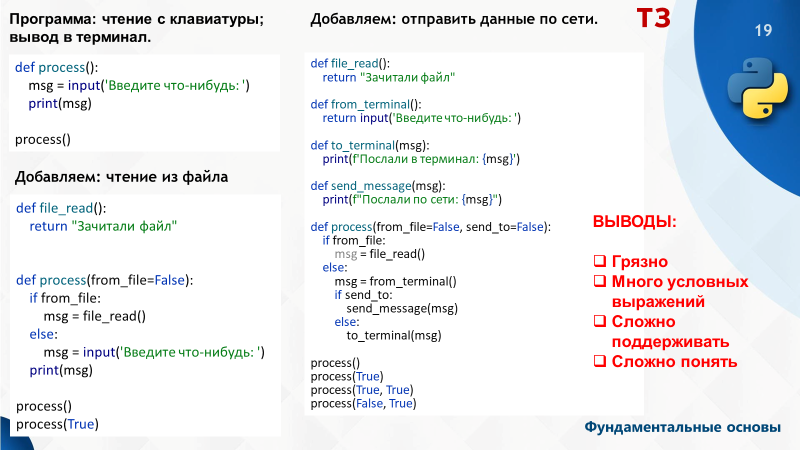 Программа: чтение с клавиатуры;
вывод в терминал.
def process():
    msg = input('Введите что-нибудь: ')
    print(msg)
process()
Добавляем: чтение из файла
def file_read():
    return "Зачитали файл"
def process(from_file=False):
    if from_file:
        msg = file_read()
    else:
        msg = input('Введите что-нибудь: ')
    print(msg)
process()
process(True)
Добавляем: отправить данные по сети.
ТЗ
19
def file_read():
    return "Зачитали файл"
def from_terminal():
    return input('Введите что-нибудь: ')
def to_terminal(msg):
    print(f'Послали в терминал: {msg}')
def send_message(msg):
    print(f"Послали по сети: {msg}")
def process(from_file=False, send_to=False):
    if from_file:
        msg = file_read()
    else:
        msg = from_terminal()
        if send_to:
            send_message(msg)
        else:
            to_terminal(msg)
process()
process(True)
process(True, True)
process(False, True)
ВЫВОДЫ:
❑ Грязно
❑ Много условных
выражений
❑ Сложно
поддерживать
❑ Сложно понять
Фундаментальные основы